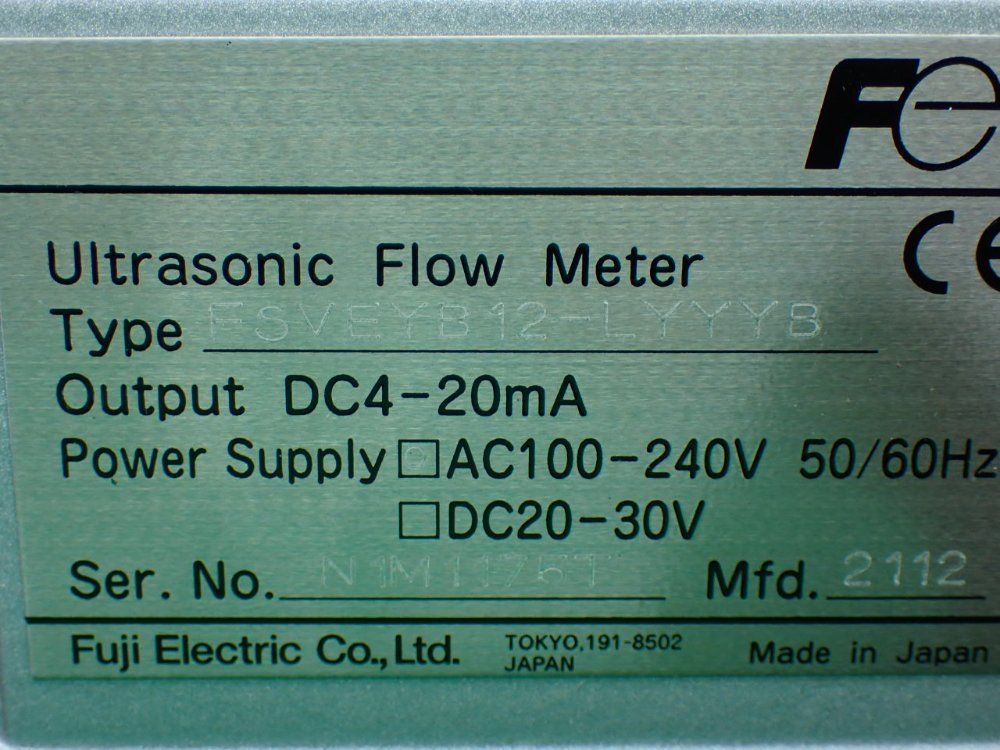 Fe
CE
Ultrasonic Flow Meter
Type FSVEYB12-LYYYB
Output DC4-20mA
Power Supply □AC100-240V 50/60Hz
□DC20-30V
Ser. No. Mfd. 2112
Fuji Electric Co., Ltd. TOKYO,191-8502
JAPAN
Made in Japan